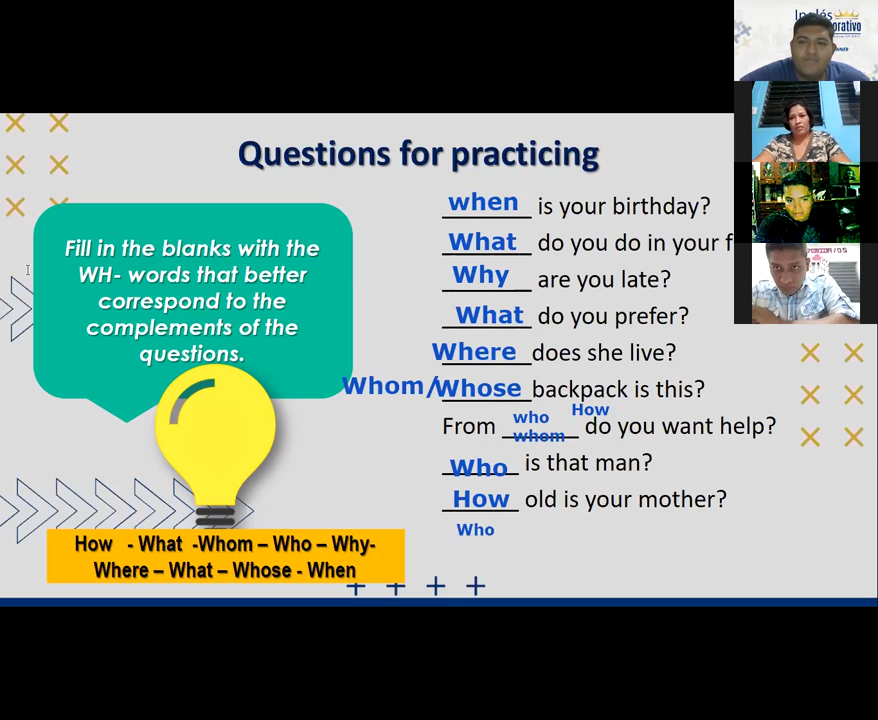 Inglés
orativo
Questions for practicing
when is your birthday?
Fill in the blanks with the
WH- words that better
correspond to the
complements of the
questions.
What do you do in your f
Why are you late?
What do you prefer?
Where does she live?
Whom/Whose backpack is this?
How
who
From whom do you want help?
Who is that man?
How old is your mother?
Who
How - What -Whom – Who – Why-
Where – What – Whose - When